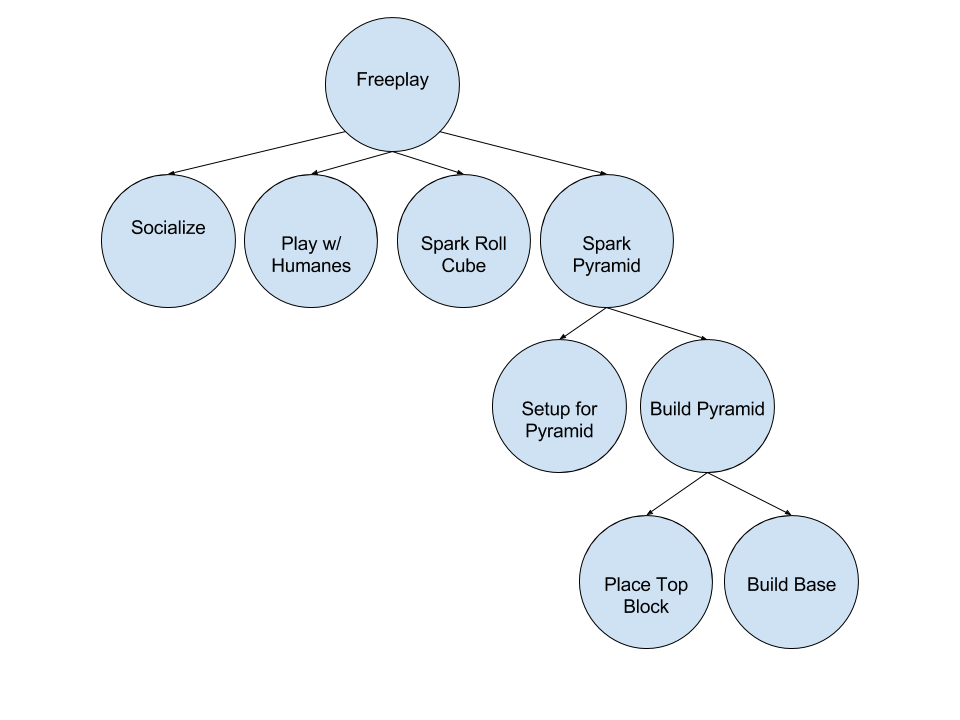 Freeplay
Socialize
Play w/
Humanes
Spark Roll
Cube
Spark
Pyramid
Setup for
Pyramid
Build Pyramid
Place Top
Block
Build Base